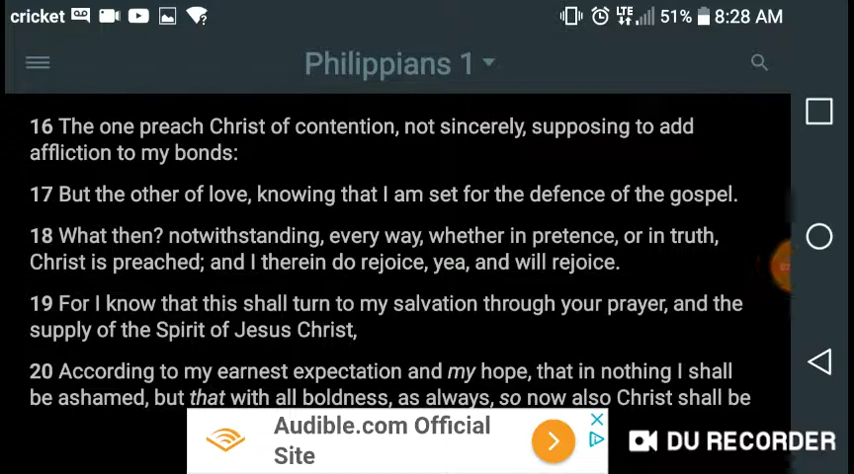 cricket 51% 8:28 AM
LTE
Philippians 1
16 The one preach Christ of contention, not sincerely, supposing to add
affliction to my bonds:
17 But the other of love, knowing that I am set for the defence of the gospel.
18 What then? notwithstanding, every way, whether in pretence, or in truth,
Christ is preached; and I therein do rejoice, yea, and will rejoice.
19 For I know that this shall turn to my salvation through your prayer, and the
supply of the Spirit of Jesus Christ,
20 According to my earnest expectation and my hope, that in nothing I shall
be ashamed, but that with all boldness, as always, so now also Christ shall be
Audible.com Official
Site
DU RECORDER